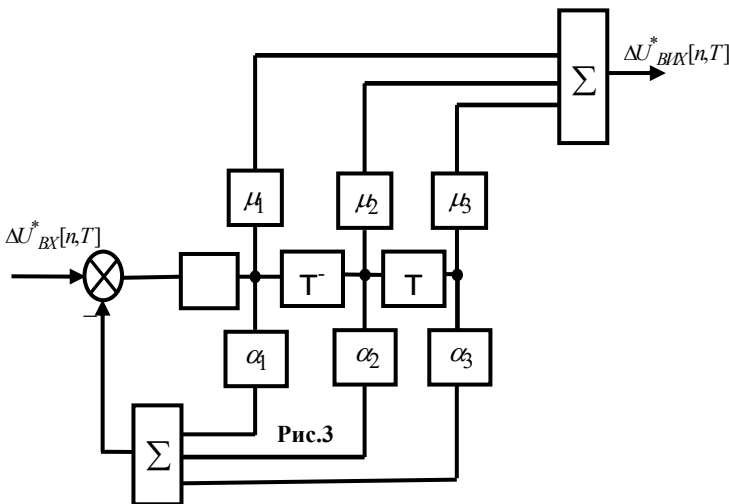 ΔU*ВИХ[n,T]
Σ
μ1
μ2
μ3
ΔU*ВХ[n,T]
T-
T
–
α1
α2
α3
Рис.3
Σ